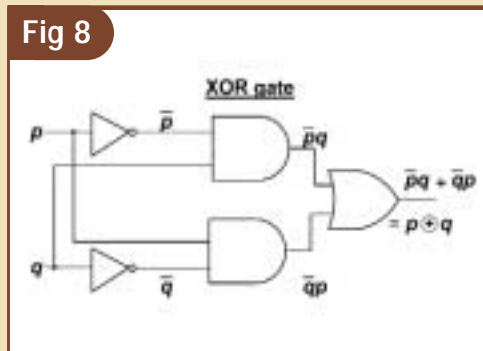 Fig 8
XOR gate
p
p̅
p̅q
p̅q + q̅p
= p ⊕ q
q
q̅
q̅p